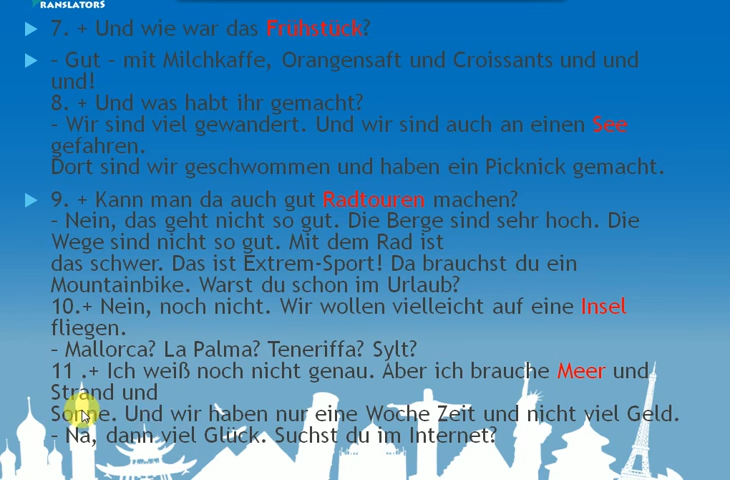 TRANSLATORS
7. + Und wie war das Frühstück?
– Gut – mit Milchkaffe, Orangensaft und Croissants und und
und!
8. + Und was habt ihr gemacht?
– Wir sind viel gewandert. Und wir sind auch an einen See
gefahren.
Dort sind wir geschwommen und haben ein Picknick gemacht.
9. + Kann man da auch gut Radtouren machen?
– Nein, das geht nicht so gut. Die Berge sind sehr hoch. Die
Wege sind nicht so gut. Mit dem Rad ist
das schwer. Das ist Extrem-Sport! Da brauchst du ein
Mountainbike. Warst du schon im Urlaub?
10.+ Nein, noch nicht. Wir wollen vielleicht auf eine Insel
fliegen.
– Mallorca? La Palma? Teneriffa? Sylt?
11 .+ Ich weiß noch nicht genau. Aber ich brauche Meer und
Strand und
Sonne. Und wir haben nur eine Woche Zeit und nicht viel Geld.
– Na, dann viel Glück. Suchst du im Internet?